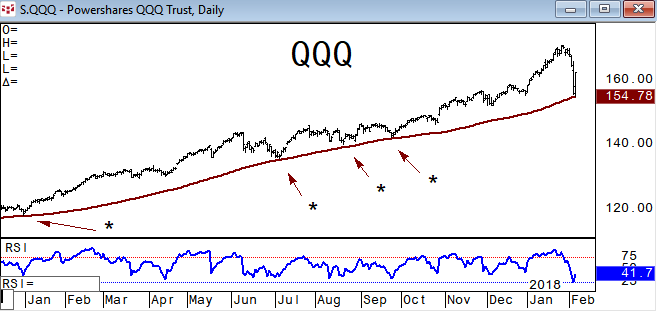 S.QQQ - Powershares QQQ Trust, Daily
O=
H=
L=
L=
Δ=
QQQ
160.00
154.78
140.00
120.00
*
*
*
*
RSI
75
41.7
25
RSI=
2018
Jan Feb Mar Apr May Jun Jul Aug Sep Oct Nov Dec Jan Feb